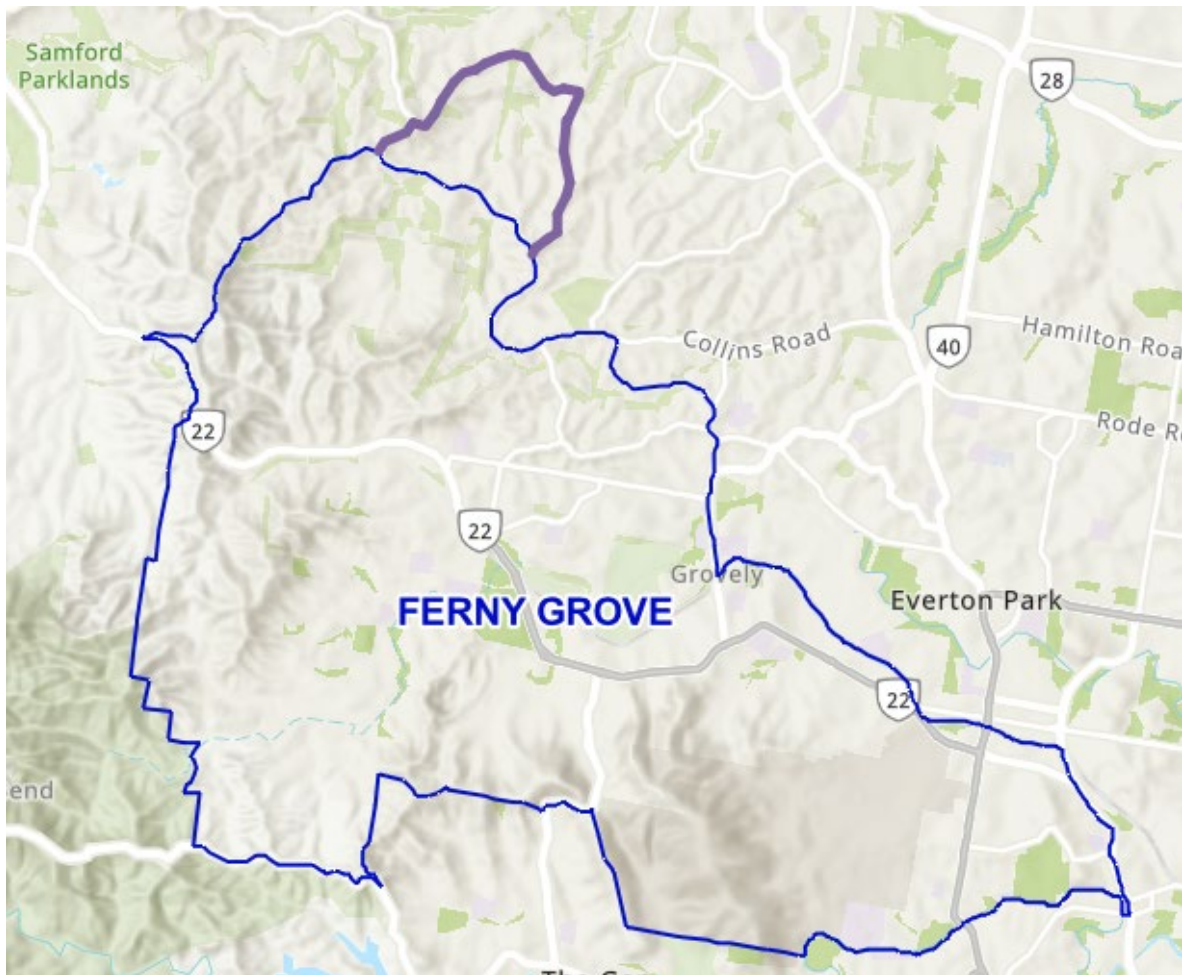 Samford
Parklands
28
Collins Road
40
Hamilton Roa
Rode R
22
22
Grovely
FERNY GROVE
Everton Park
22
end